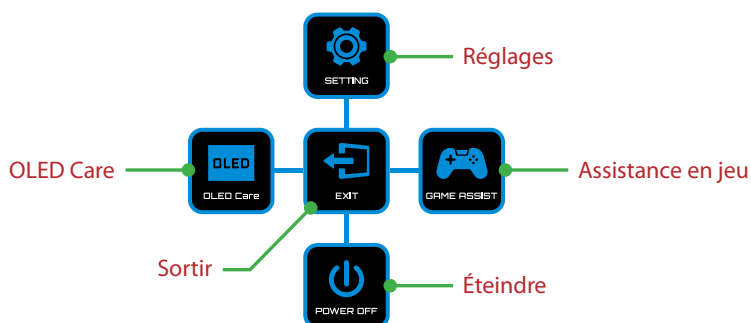 Réglages
SETTING
OLED Care
OLED
OLED Care
EXIT
GAME ASSIST
Assistance en jeu
Sortir
Éteindre
POWER OFF